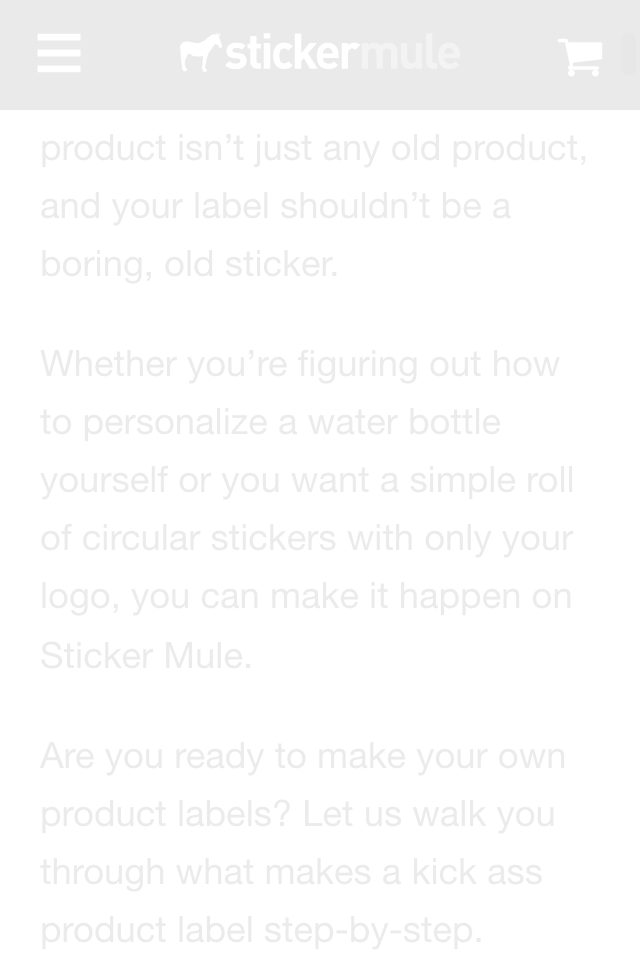 stickermule
product isn’t just any old product,
and your label shouldn’t be a
boring, old sticker.
Whether you’re figuring out how
to personalize a water bottle
yourself or you want a simple roll
of circular stickers with only your
logo, you can make it happen on
Sticker Mule.
Are you ready to make your own
product labels? Let us walk you
through what makes a kick ass
product label step-by-step.